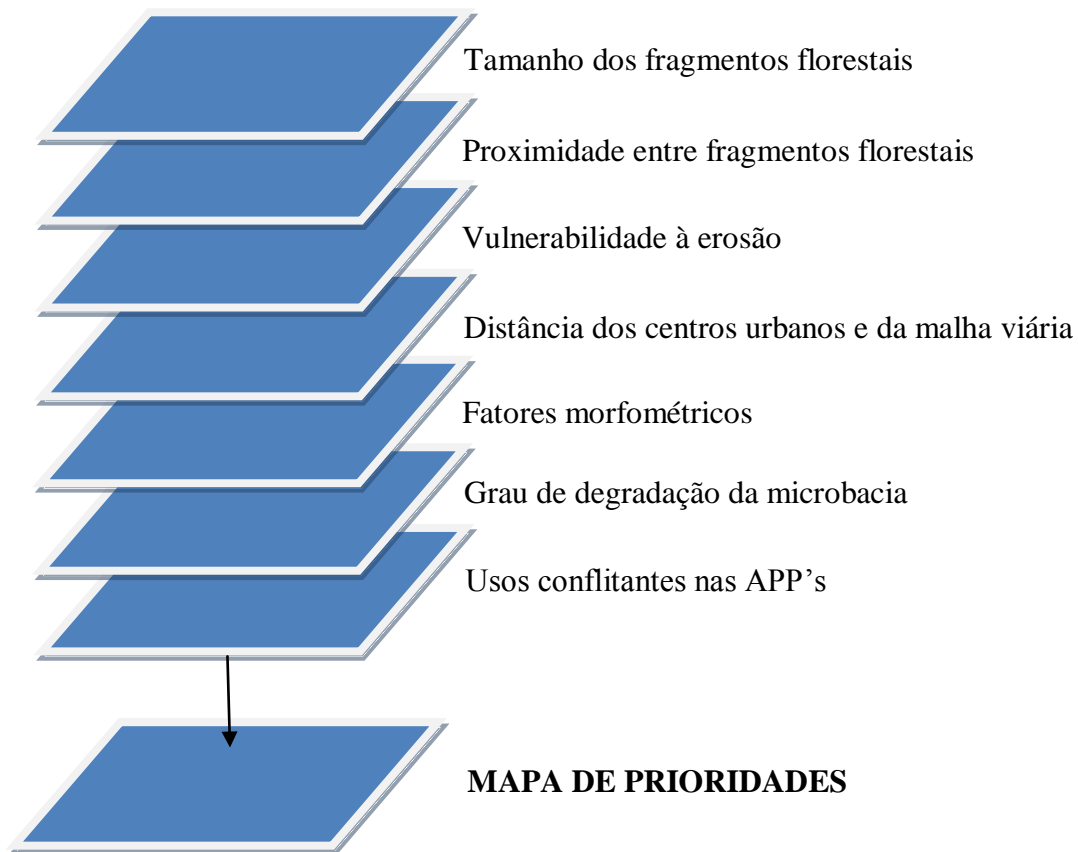 Tamanho dos fragmentos florestais
Proximidade entre fragmentos florestais
Vulnerabilidade à erosão
Distância dos centros urbanos e da malha viária
Fatores morfométricos
Grau de degradação da microbacia
Usos conflitantes nas APP’s
MAPA DE PRIORIDADES